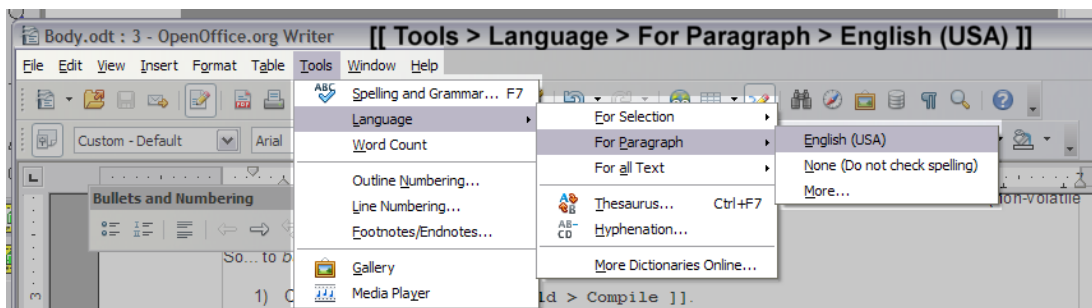 Body.odt : 3 - OpenOffice.org Writer
[[ Tools > Language > For Paragraph > English (USA) ]]
File Edit View Insert Format Table Tools Window Help
ABC Spelling and Grammar... F7
Language
Word Count
Outline Numbering...
Line Numbering...
Footnotes/Endnotes...
Gallery
Media Player
For Selection
For Paragraph
For all Text
Thesaurus... Ctrl+F7
AB-CD Hyphenation...
More Dictionaries Online...
English (USA)
None (Do not check spelling)
More...
Custom - Default
Arial
Bullets and Numbering
So... to
1)
> Compile ]].